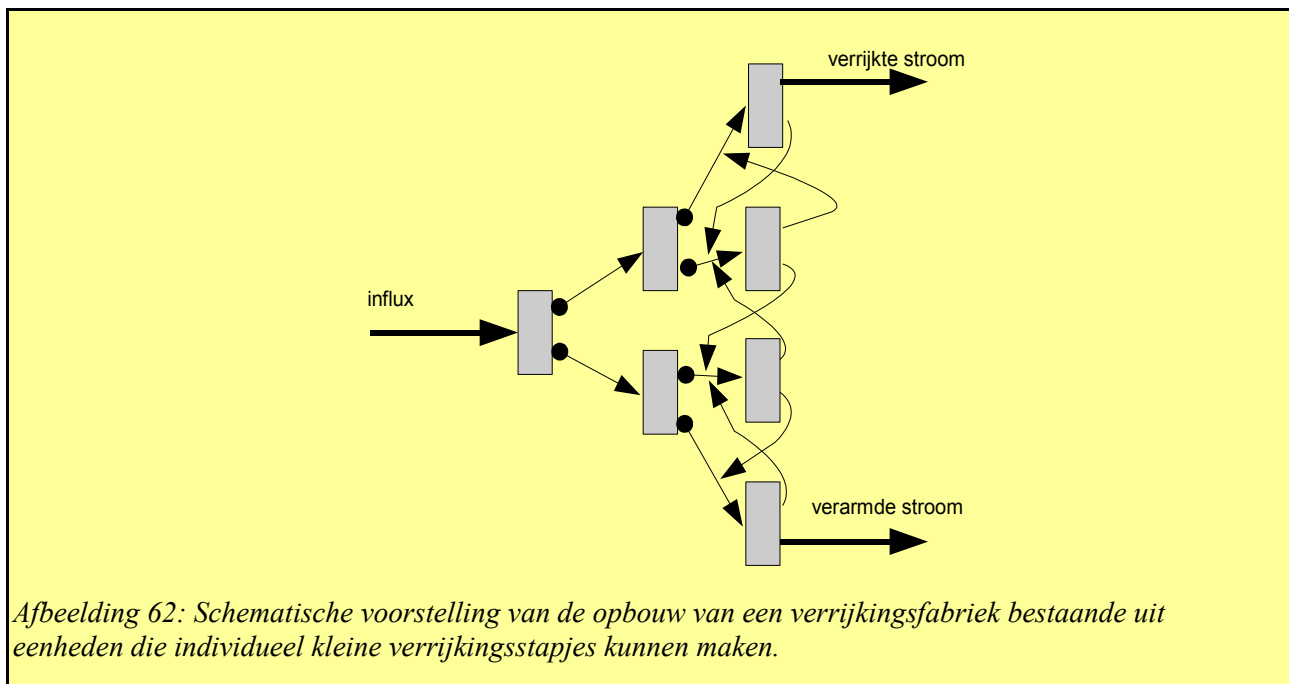 verrijkte stroom
influx
verarmde stroom
Afbeelding 62: Schematische voorstelling van de opbouw van een verrijkingsfabriek bestaande uit
eenheden die individueel kleine verrijkingsstapjes kunnen maken.